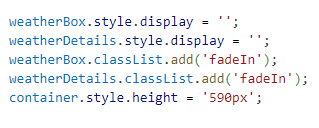 weatherBox.style.display = '';
weatherDetails.style.display = '';
weatherBox.classList.add('fadeIn');
weatherDetails.classList.add('fadeIn');
container.style.height = '590px';